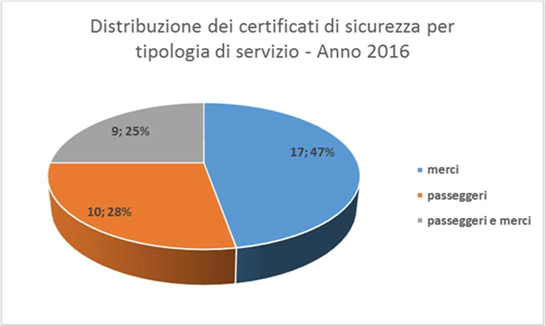 Distribuzione dei certificati di sicurezza per
tipologia di servizio - Anno 2016
9; 25%
17; 47%
10; 28%
merci
passeggeri
passeggeri e merci